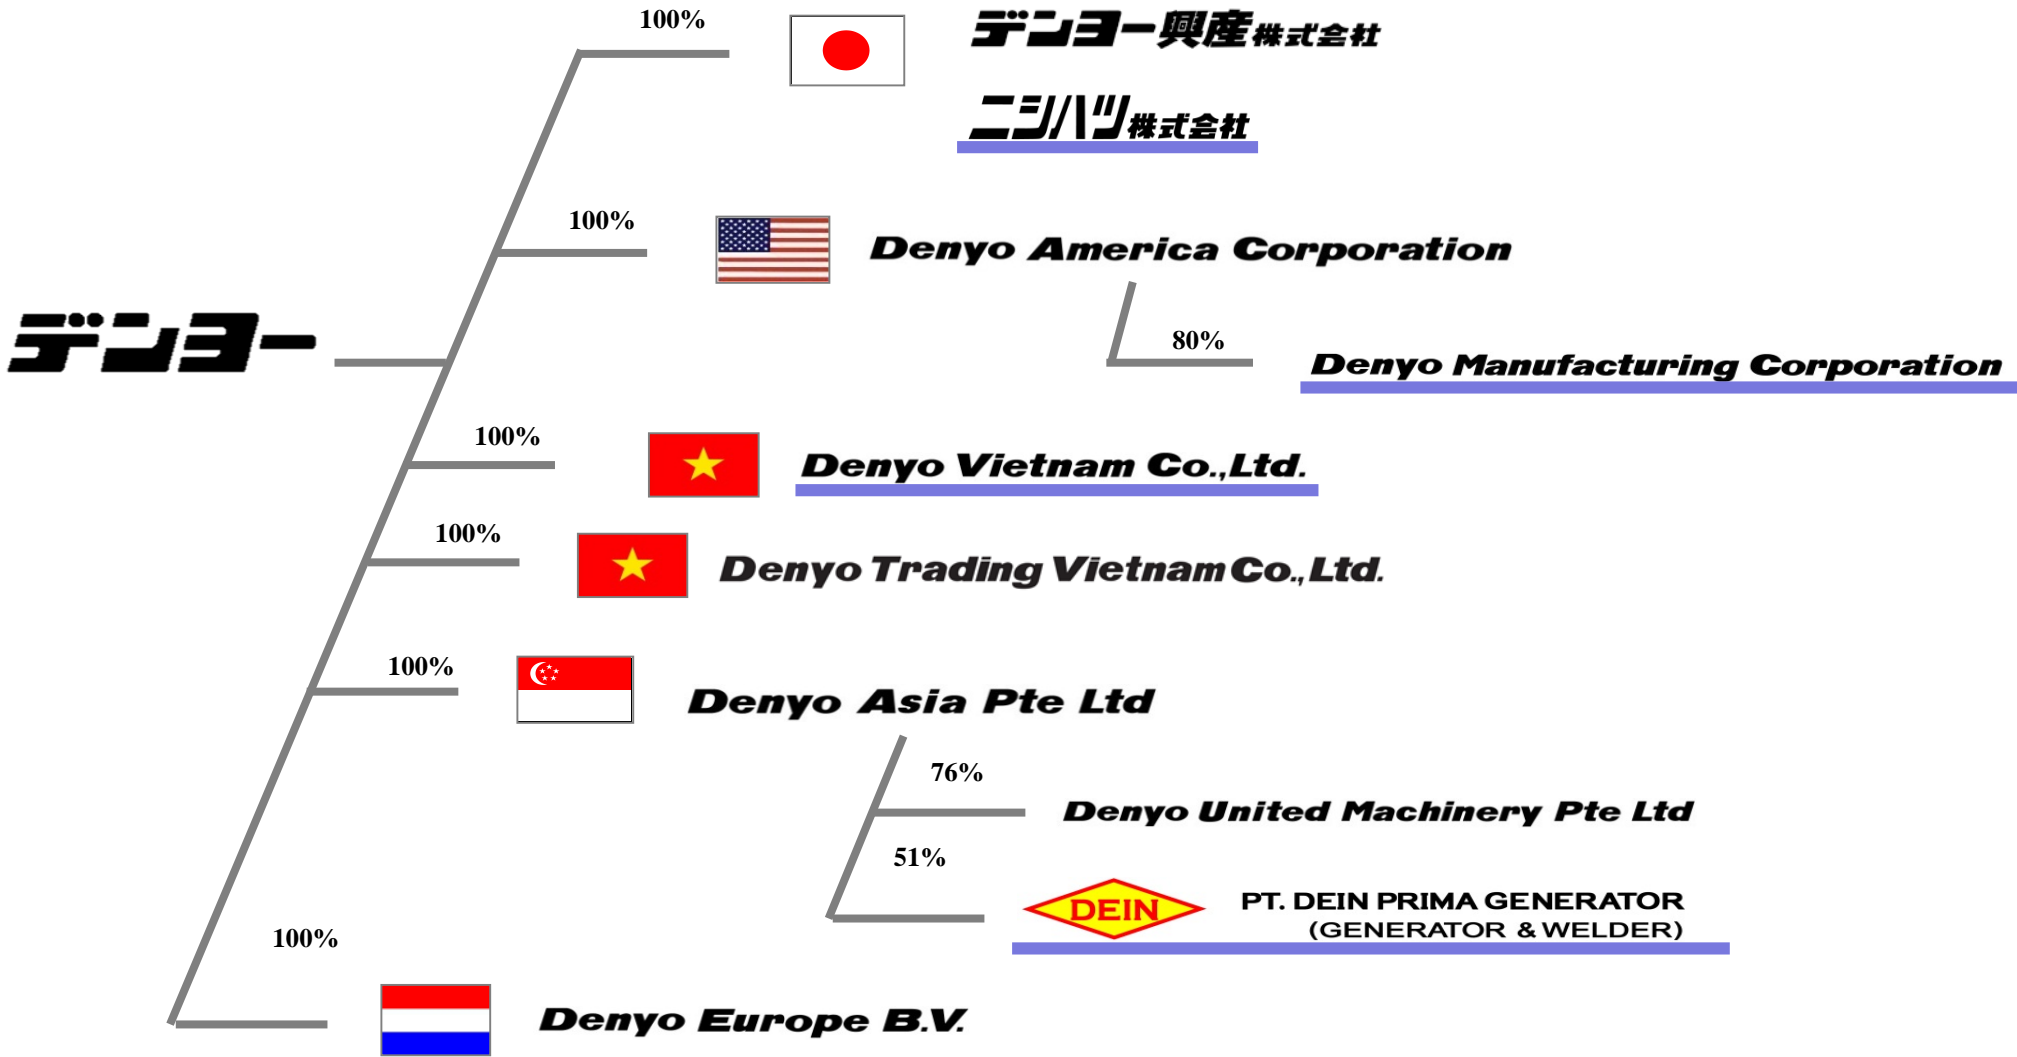 100%
デンヨー興産株式会社
ニシハツ株式会社
100%
Denyo America Corporation
デンヨー
80%
Denyo Manufacturing Corporation
100%
Denyo Vietnam Co.,Ltd.
100%
Denyo Trading Vietnam Co.,Ltd.
100%
Denyo Asia Pte Ltd
76%
Denyo United Machinery Pte Ltd
51%
DEIN
PT. DEIN PRIMA GENERATOR
(GENERATOR & WELDER)
100%
Denyo Europe B.V.